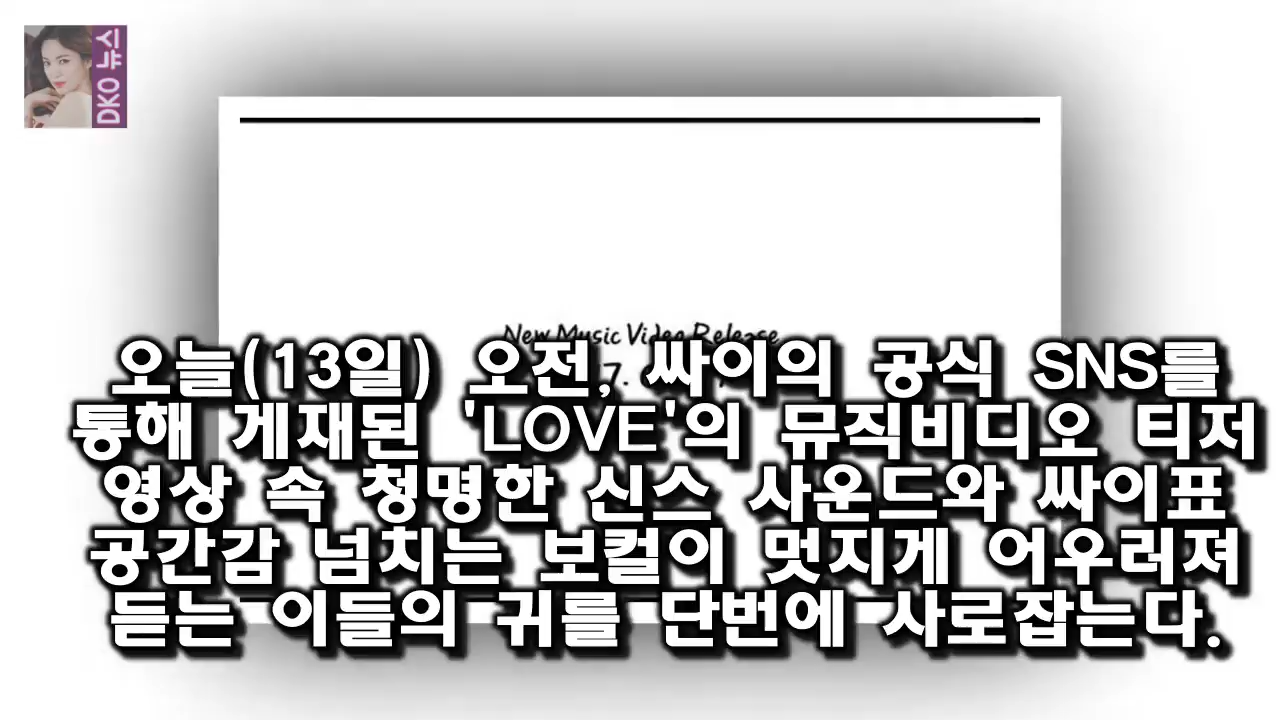 DKO 뉴스
New Music Video Release
오늘(13일) 오전, 싸이의 공식 SNS를
통해 게재된 'LOVE'의 뮤직비디오 티저
영상 속 청명한 신스 사운드와 싸이표
공간감 넘치는 보컬이 멋지게 어우러져
듣는 이들의 귀를 단번에 사로잡는다.